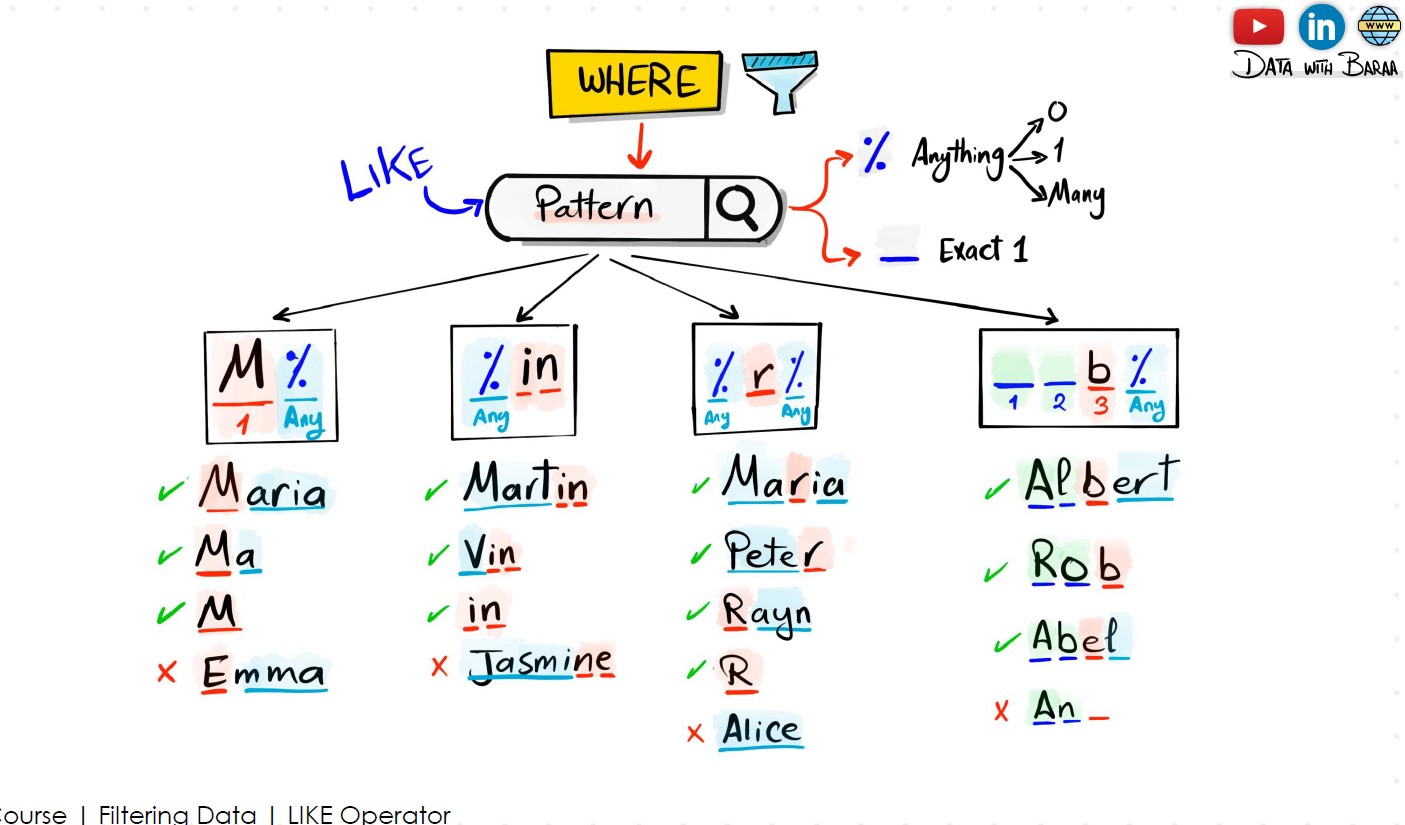 WWW
DATA WITH BARAA
WHERE
LIKE
Pattern
% Anything
0
1
Many
_ Exact 1
M %
1 Any
% in
Any
% r %
Any Any
_ _ b %
1 2 3 Any
✓ Maria
✓ Ma
✓ M
x Emma
✓ Martin
✓ Vin
✓ in
x Jasmine
✓ Maria
✓ Peter
✓ Rayn
✓ R
x Alice
✓ Albert
✓ Rob
✓ Abel
x An _
ourse | Filtering Data | LIKE Operator
in